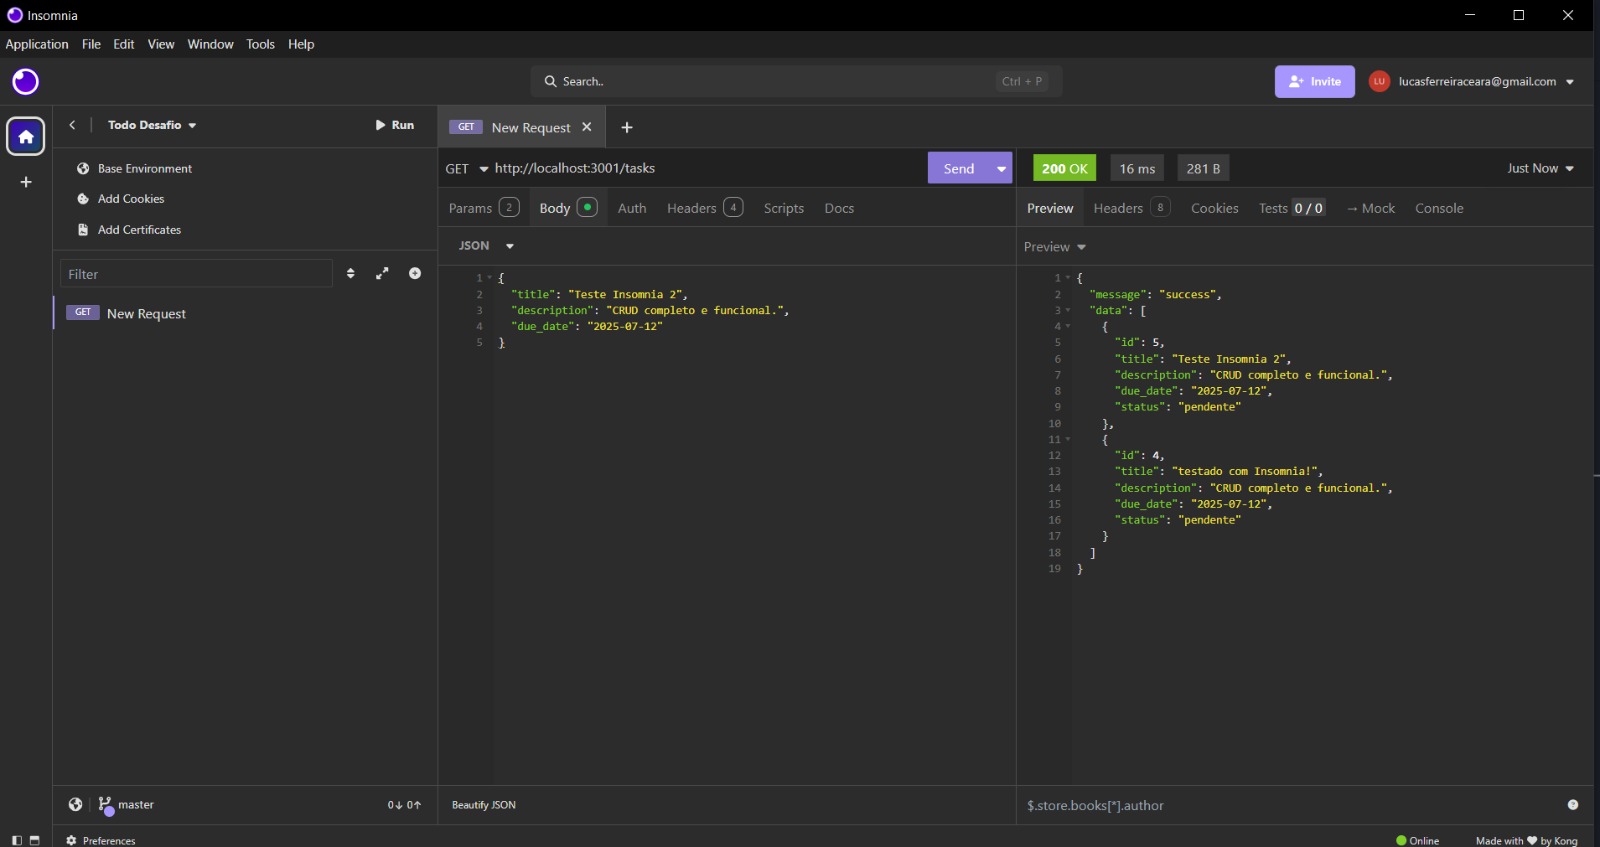 Insomnia
Application File Edit View Window Tools Help
Search.. Ctrl + P
Invite
LU lucasferreiraceara@gmail.com
Todo Desafio
Run
GET New Request
Base Environment
Add Cookies
Add Certificates
Filter
GET New Request
GET http://localhost:3001/tasks
Send
200 OK 16 ms 281 B Just Now
Params 2 Body Auth Headers 4 Scripts Docs
Preview Headers 8 Cookies Tests 0 / 0 → Mock Console
JSON
1 {
2 "title": "Teste Insomnia 2",
3 "description": "CRUD completo e funcional.",
4 "due_date": "2025-07-12"
5 }
Preview
1 {
2 "message": "success",
3 "data": [
4 {
5 "id": 5,
6 "title": "Teste Insomnia 2",
7 "description": "CRUD completo e funcional.",
8 "due_date": "2025-07-12",
9 "status": "pendente"
10 },
11 {
12 "id": 4,
13 "title": "testado com Insomnia!",
14 "description": "CRUD completo e funcional.",
15 "due_date": "2025-07-12",
16 "status": "pendente"
17 }
18 ]
19 }
master 0↓ 0↑
Beautify JSON
$.store.books[*].author
Preferences
Online
Made with ♥ by Kong